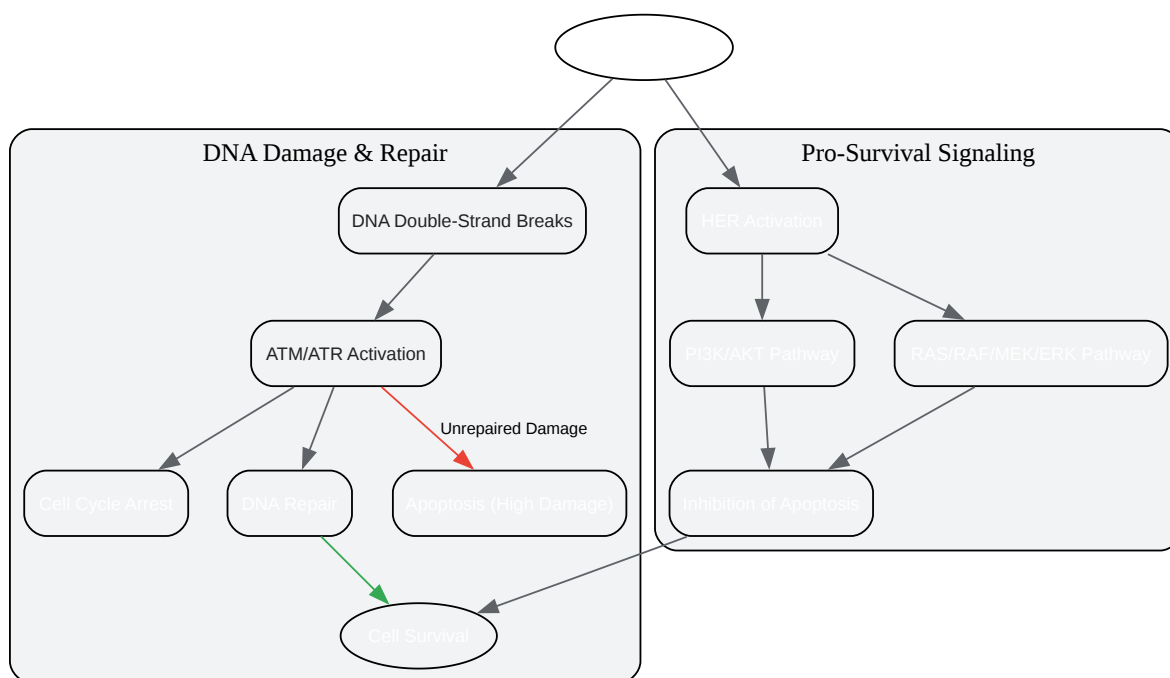 DNA Damage & Repair
Pro-Survival Signaling
DNA Double-Strand Breaks
HER Activation
ATM/ATR Activation
PI3K/AKT Pathway
RAS/RAF/MEK/ERK Pathway
Unrepaired Damage
Cell Cycle Arrest
DNA Repair
Apoptosis (High Damage)
Inhibition of Apoptosis
Cell Survival